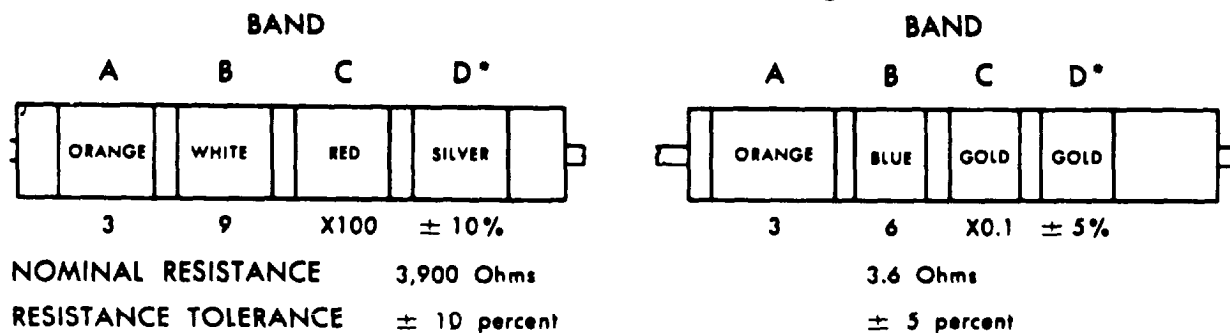 BAND BAND
A B C D* A B C D*
ORANGE WHITE RED SILVER ORANGE BLUE GOLD GOLD
3 9 X100 ± 10% 3 6 X0.1 ± 5%
NOMINAL RESISTANCE 3,900 Ohms 3.6 Ohms
RESISTANCE TOLERANCE ± 10 percent ± 5 percent